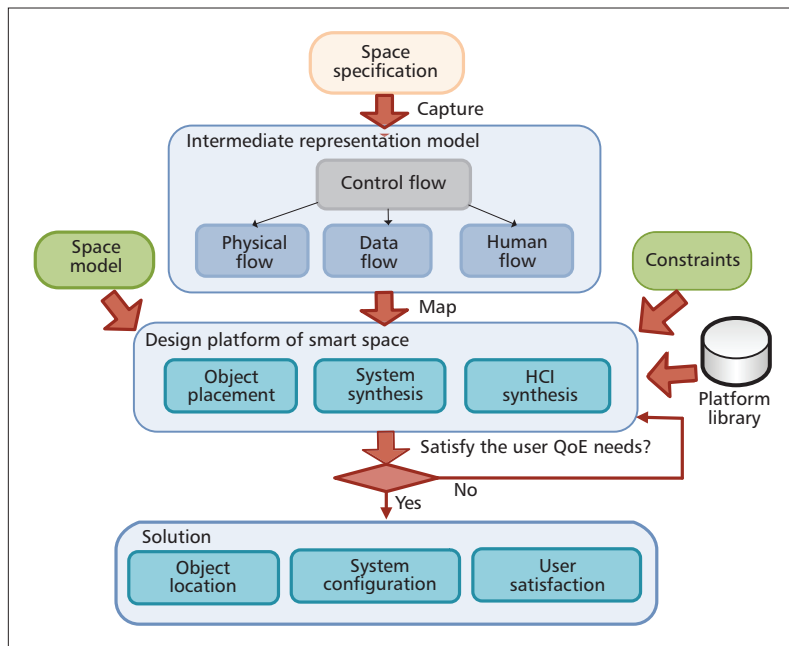 Space
specification
Capture
Intermediate representation model
Control flow
Physical
flow
Data
flow
Human
flow
Space
model
Constraints
Map
Design platform of smart space
Object
placement
System
synthesis
HCI
synthesis
Platform
library
Satisfy the user QoE needs?
No
Yes
Solution
Object
location
System
configuration
User
satisfaction